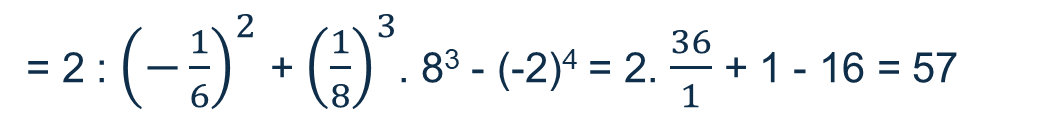 = 2 : (−1/6)² + (1/8)³ . 8³ - (-2)⁴ = 2. 36/1 + 1 - 16 = 57